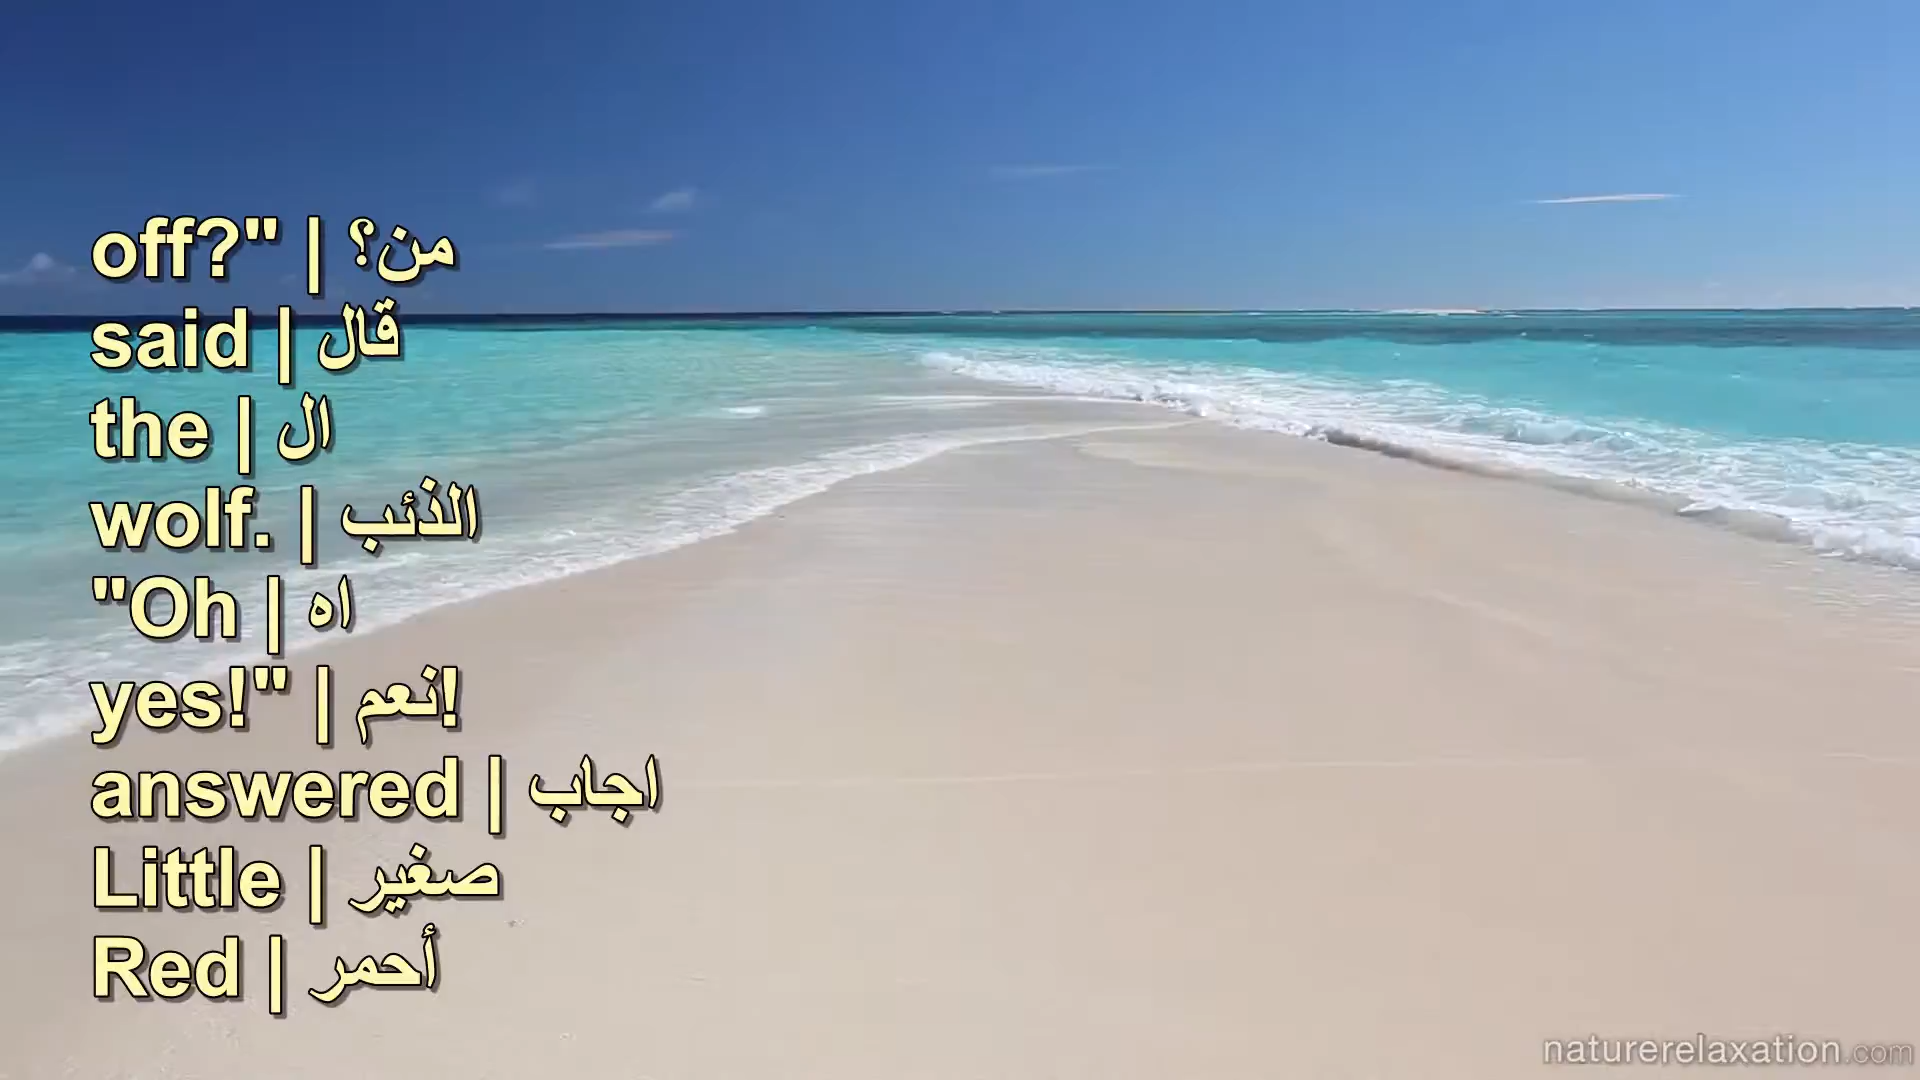 off?" | من؟
said | قال
the | ال
wolf. | الذئب
"Oh | اه
yes!" | نعم!
answered | اجاب
Little | صغير
Red | أحمر
naturerelaxation.com